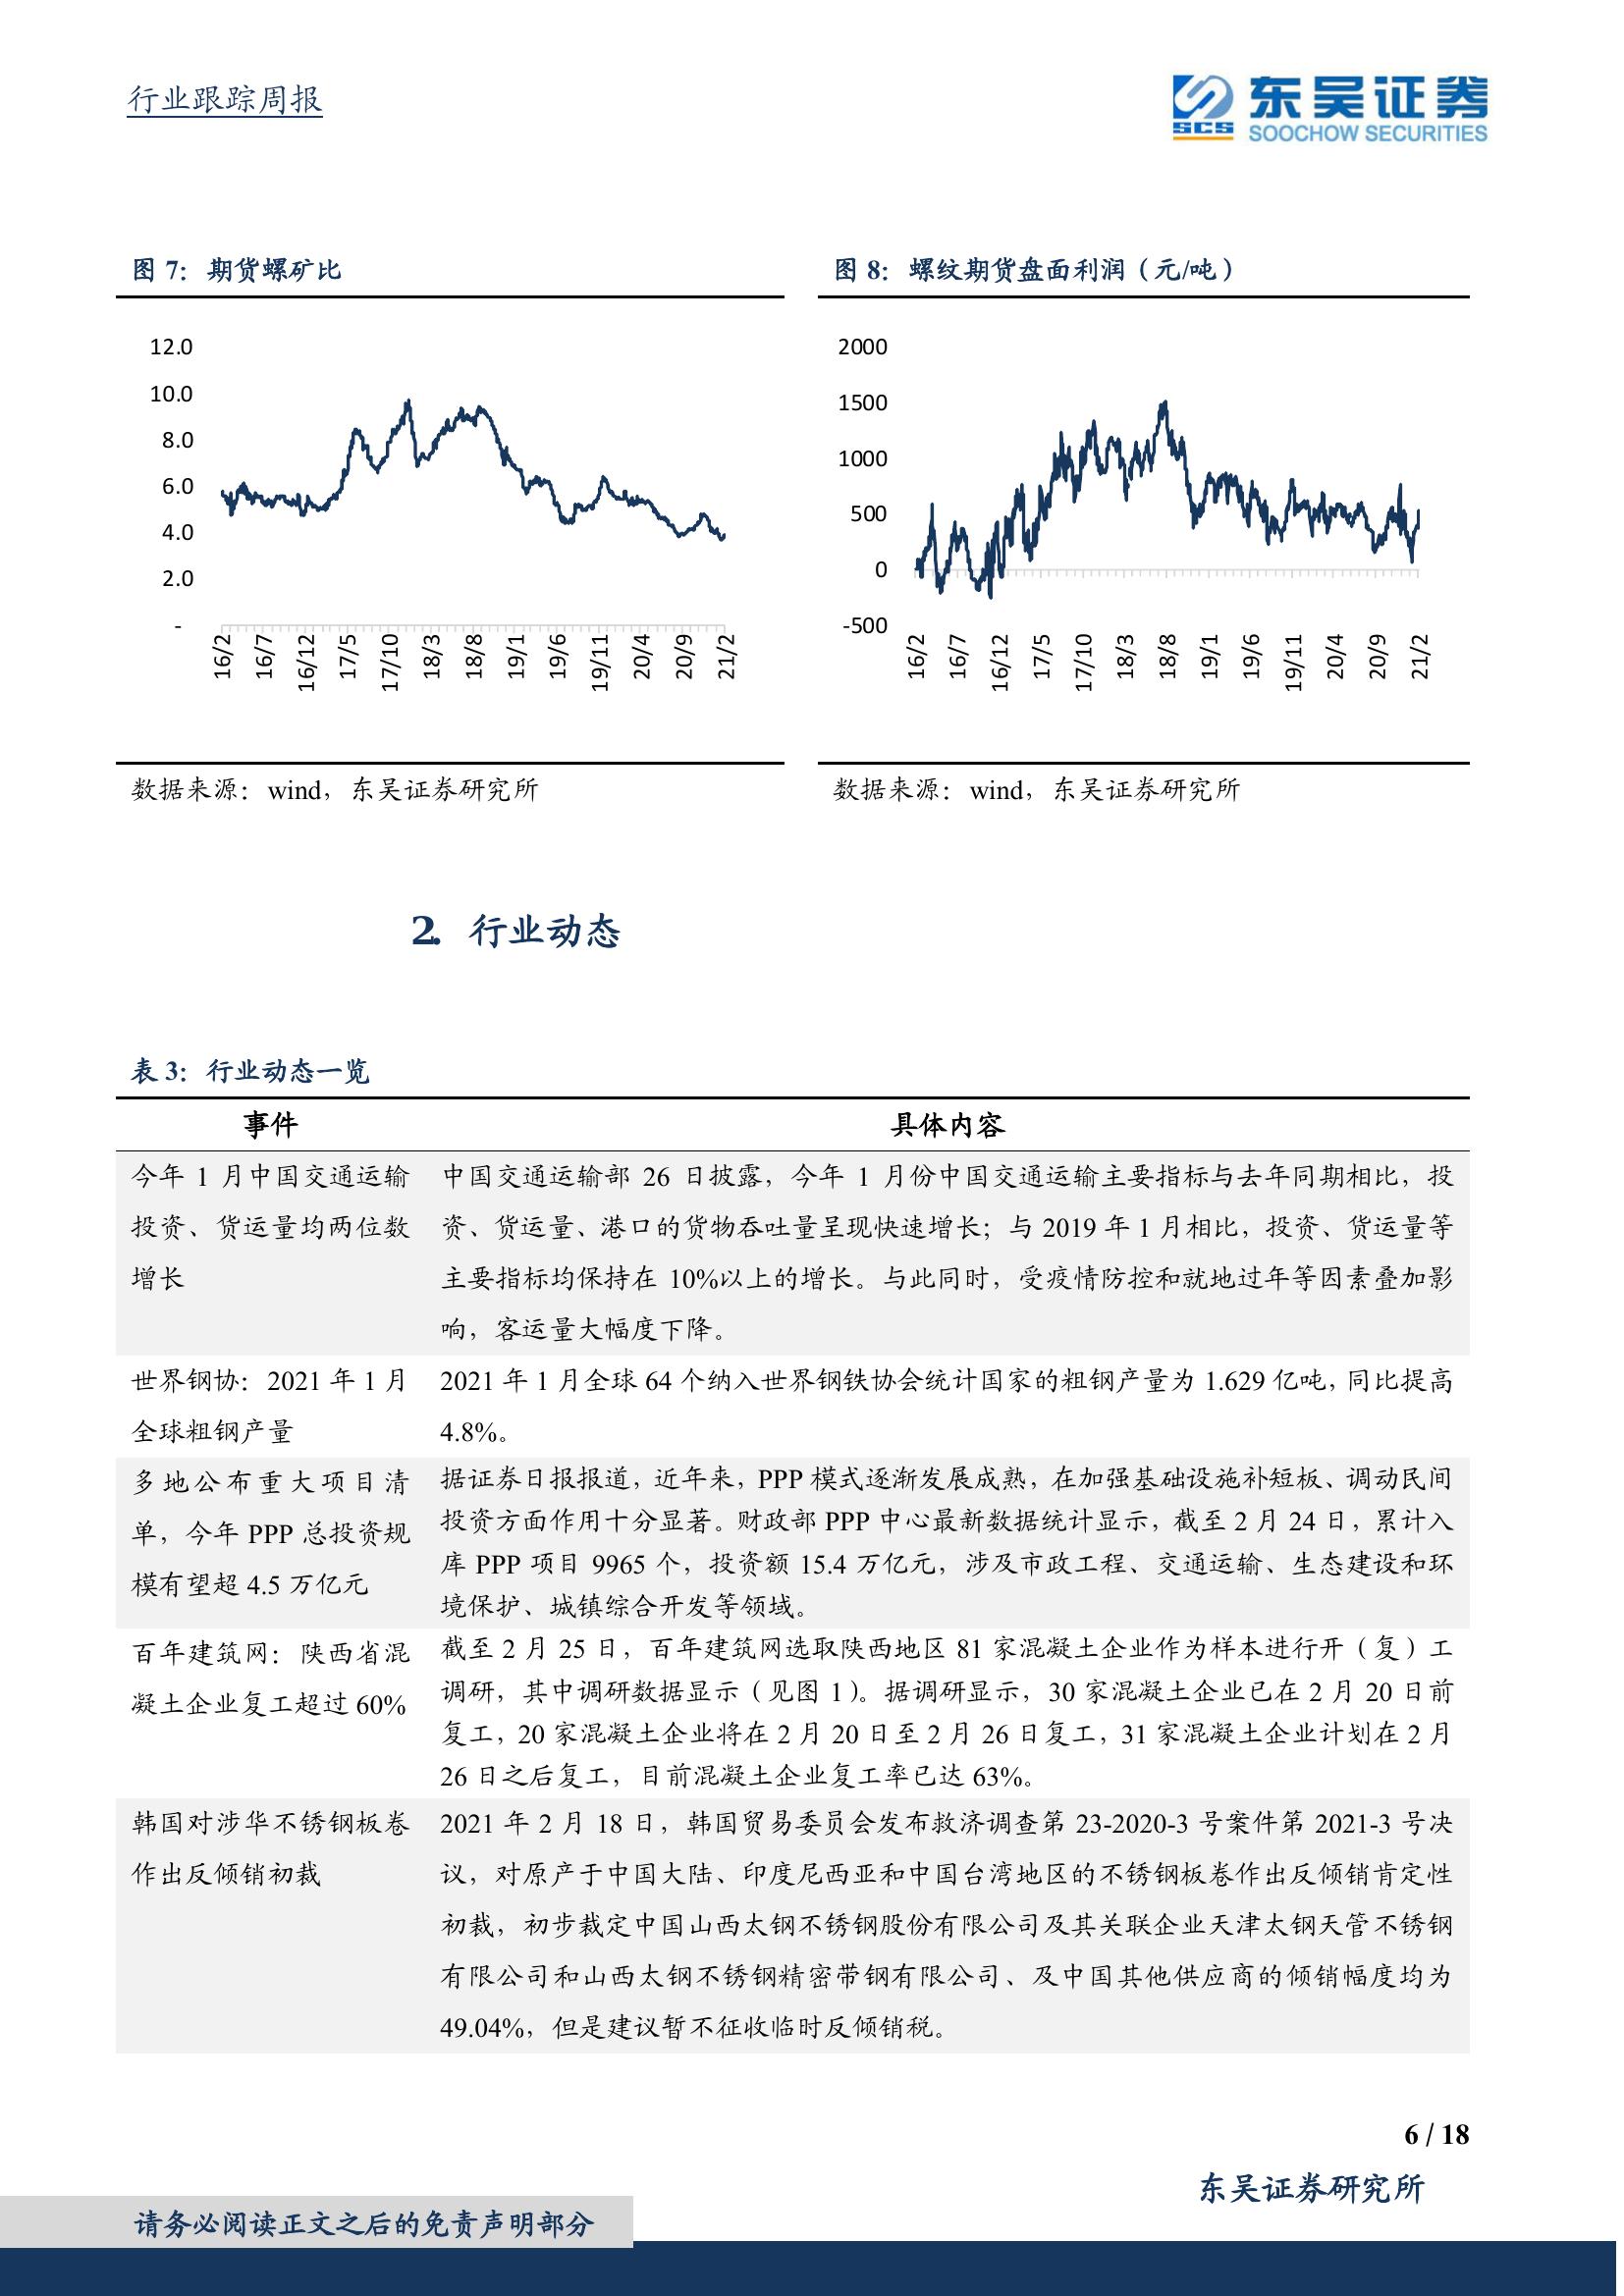 行业跟踪周报
SCS
东吴证券
SOOCHOW SECURITIES
图 7： 期货螺矿比
12.0
10.0
8.0
6.0
4.0
2.0
-
16/2
16/7
16/12
17/5
17/10
18/3
18/8
19/1
19/6
19/11
20/4
20/9
21/2
数据来源：wind，东吴证券研究所
图 8： 螺纹期货盘面利润（元/吨）
2000
1500
1000
500
0
-500
16/2
16/7
16/12
17/5
17/10
18/3
18/8
19/1
19/6
19/11
20/4
20/9
21/2
数据来源：wind，东吴证券研究所
2. 行业动态
表 3： 行业动态一览
事件
具体内容
今年 1 月中国交通运输
投资、货运量均两位数
增长
中国交通运输部 26 日披露，今年 1 月份中国交通运输主要指标与去年同期相比，投
资、货运量、港口的货物吞吐量呈现快速增长；与 2019 年 1 月相比，投资、货运量等
主要指标均保持在 10%以上的增长。与此同时，受疫情防控和就地过年等因素叠加影
响，客运量大幅度下降。
世界钢协：2021 年 1 月
全球粗钢产量
2021 年 1 月全球 64 个纳入世界钢铁协会统计国家的粗钢产量为 1.629 亿吨，同比提高
4.8%。
多地公布重大项目清
单，今年 PPP 总投资规
模有望超 4.5 万亿元
据证券日报报道，近年来，PPP 模式逐渐发展成熟，在加强基础设施补短板、调动民间
投资方面作用十分显著。财政部 PPP 中心最新数据统计显示，截至 2 月 24 日，累计入
库 PPP 项目 9965 个，投资额 15.4 万亿元，涉及市政工程、交通运输、生态建设和环
境保护、城镇综合开发等领域。
百年建筑网：陕西省混
凝土企业复工超过 60%
截至 2 月 25 日，百年建筑网选取陕西地区 81 家混凝土企业作为样本进行开（复）工
调研，其中调研数据显示（见图 1）。据调研显示，30 家混凝土企业已在 2 月 20 日前
复工，20 家混凝土企业将在 2 月 20 日至 2 月 26 日复工，31 家混凝土企业计划在 2 月
26 日之后复工，目前混凝土企业复工率已达 63%。
韩国对涉华不锈钢板卷
作出反倾销初裁
2021 年 2 月 18 日，韩国贸易委员会发布救济调查第 23-2020-3 号案件第 2021-3 号决
议，对原产于中国大陆、印度尼西亚和中国台湾地区的不锈钢板卷作出反倾销肯定性
初裁，初步裁定中国山西太钢不锈钢股份有限公司及其关联企业天津太钢天管不锈钢
有限公司和山西太钢不锈钢精密带钢有限公司、及中国其他供应商的倾销幅度均为
49.04%，但是建议暂不征收临时反倾销税。
6 / 18
东吴证券研究所
请务必阅读正文之后的免责声明部分